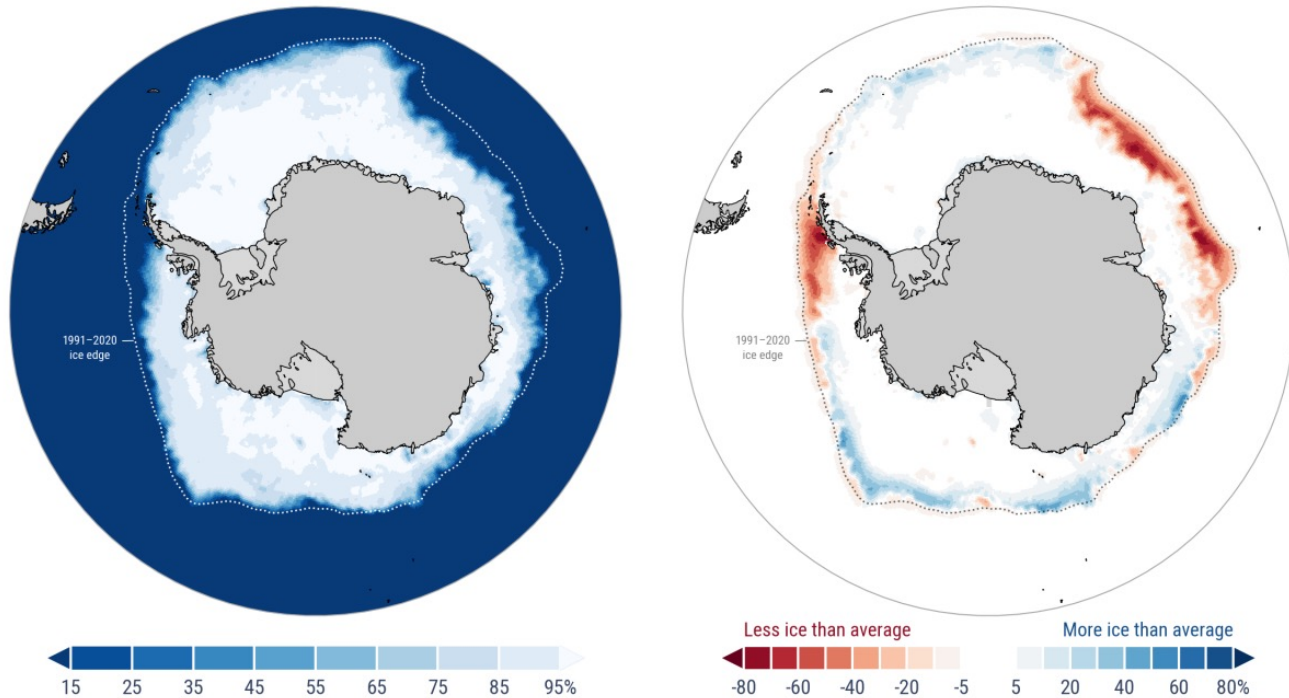 1991–2020
ice edge
1991–2020
ice edge
15 25 35 45 55 65 75 85 95%
Less ice than average
More ice than average
-80 -60 -40 -20 -5 5 20 40 60 80%